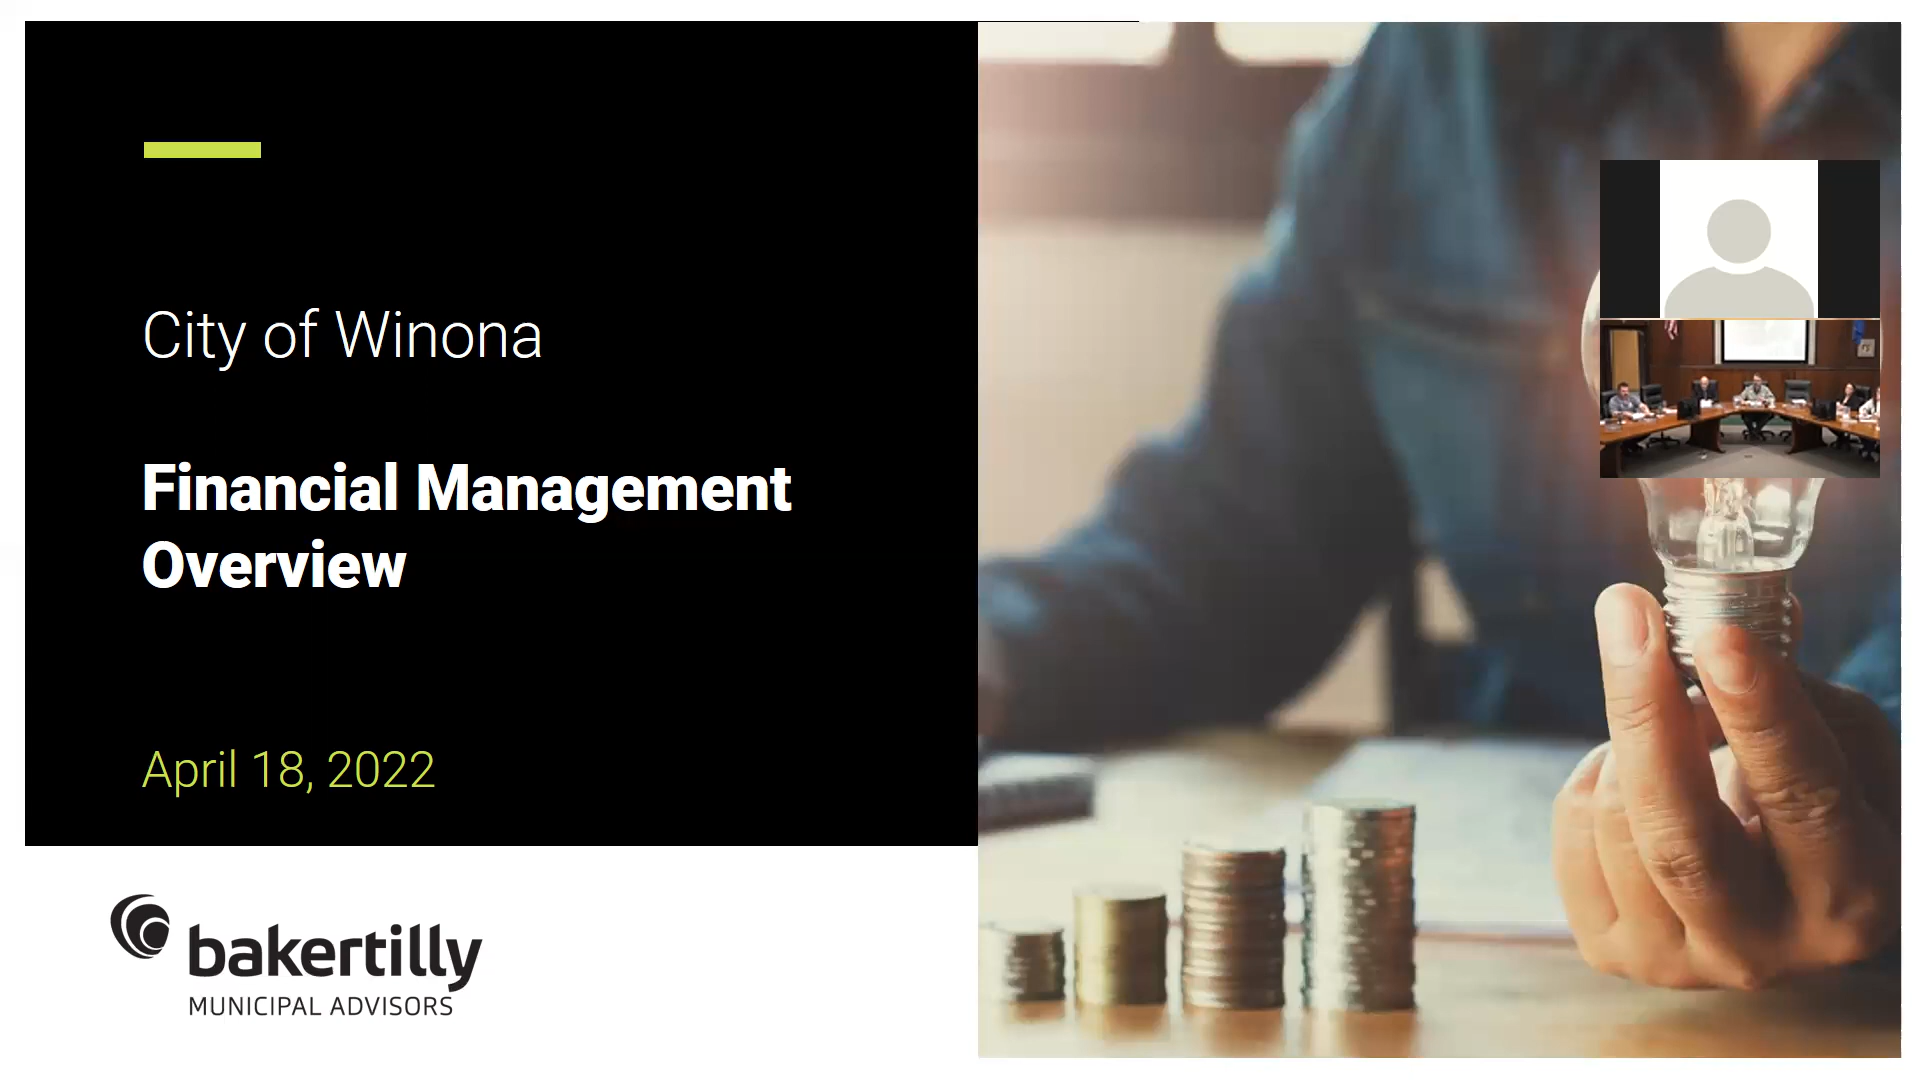 City of Winona
Financial Management
Overview
April 18, 2022
bakertilly
MUNICIPAL ADVISORS